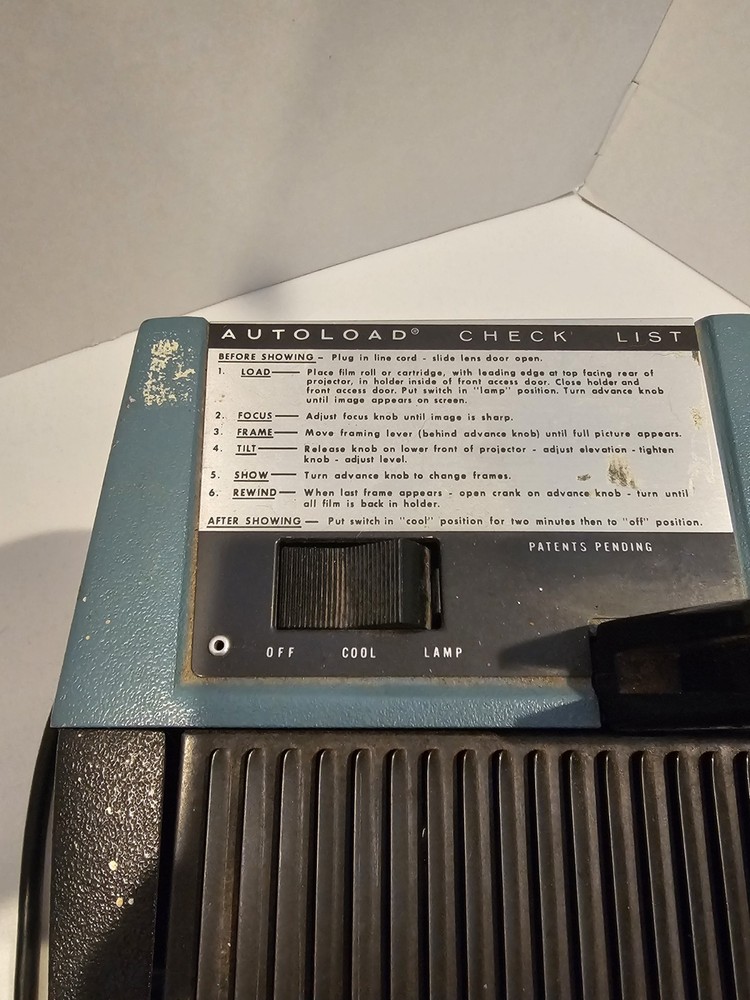 AUTOLOAD® CHECK LIST
BEFORE SHOWING – Plug in line cord - slide lens door open.
1. LOAD — Place film roll or cartridge, with leading edge at top facing rear of
projector, in holder inside of front access door. Close holder and
front access door. Put switch in "lamp" position. Turn advance knob
until image appears on screen.
2. FOCUS — Adjust focus knob until image is sharp.
3. FRAME — Move framing lever (behind advance knob) until full picture appears.
4. TILT — Release knob on lower front of projector - adjust elevation - tighten
knob - adjust level.
5. SHOW — Turn advance knob to change frames.
6. REWIND — When last frame appears - open crank on advance knob - turn until
all film is back in holder.
AFTER SHOWING — Put switch in "cool" position for two minutes then to "off" position.
PATENTS PENDING
OFF COOL LAMP